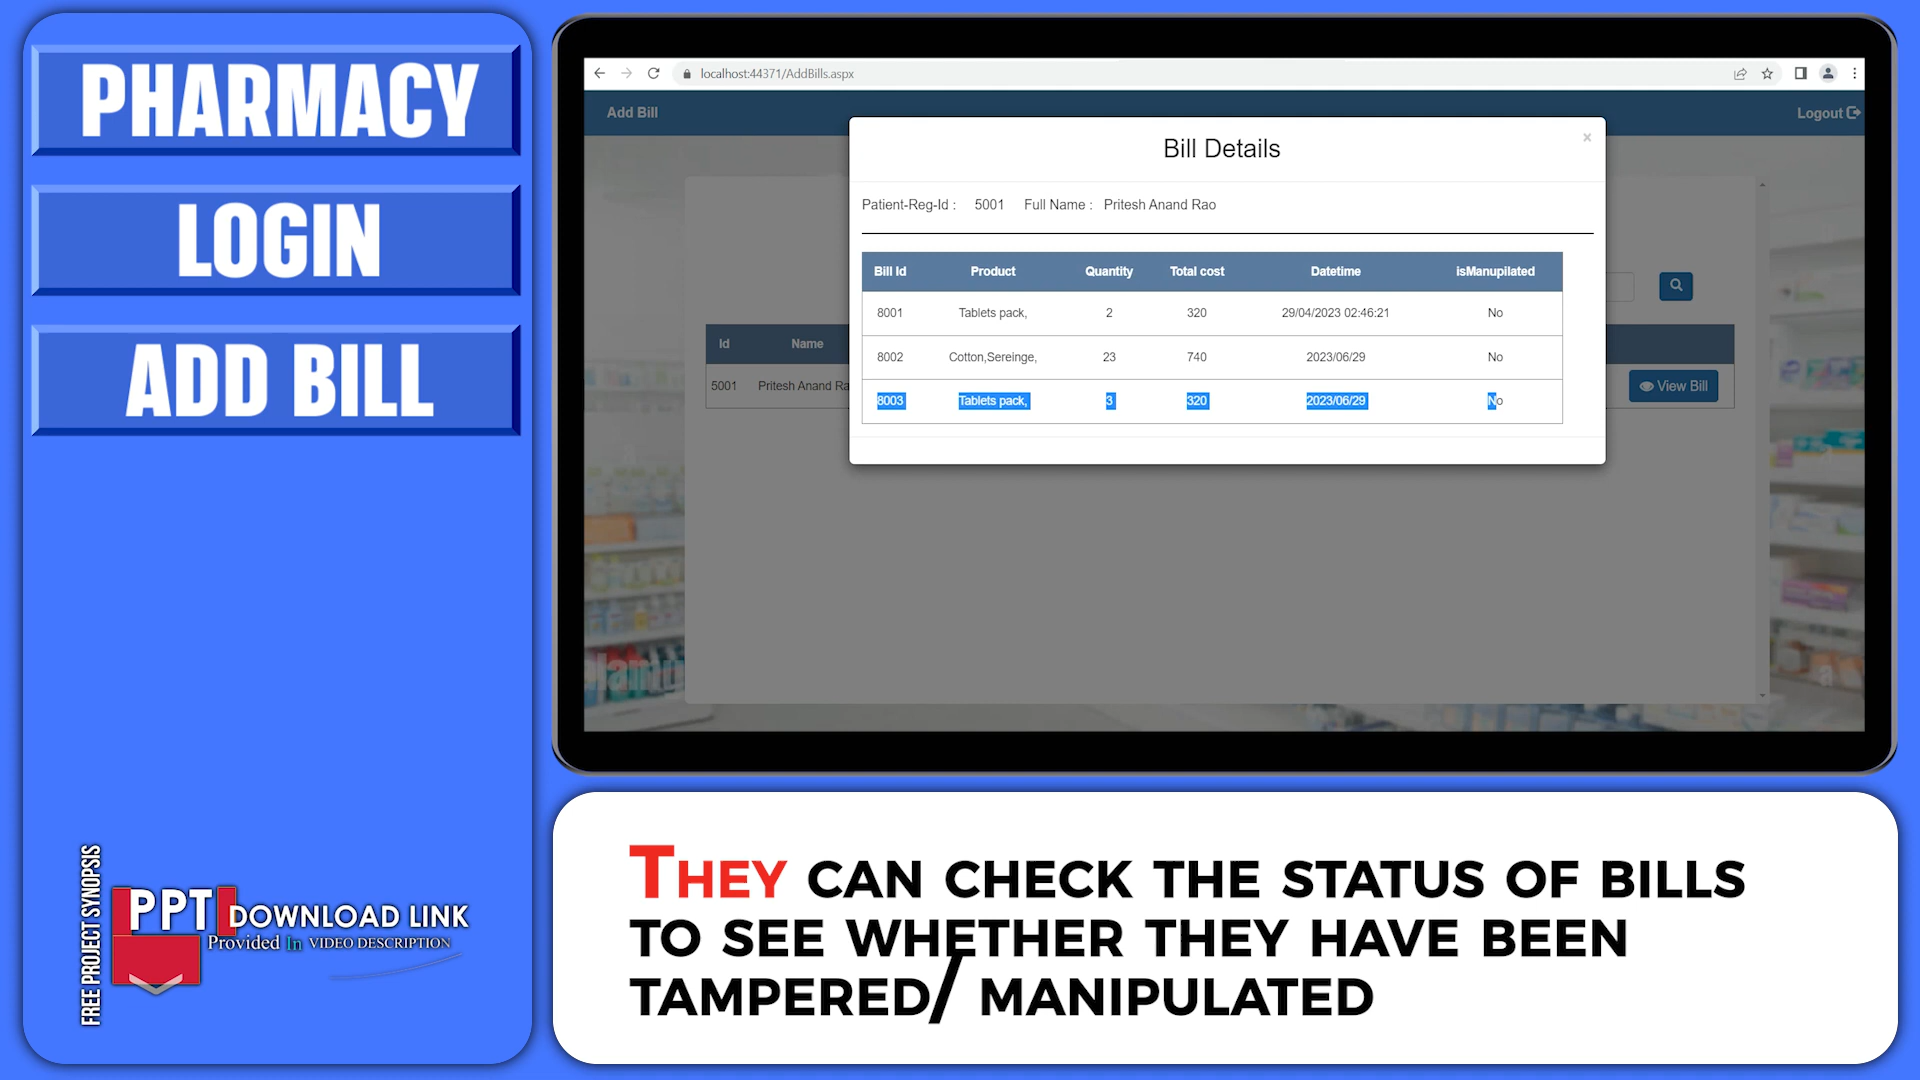 PHARMACY
LOGIN
ADD BILL
FREE PROJECT SYNOPSIS
PPT DOWNLOAD LINK
Provided In VIDEO DESCRIPTION
localhost:44371/AddBills.aspx
Add Bill
Logout
Bill Details
×
Patient-Reg-Id : 5001 Full Name : Pritesh Anand Rao
Bill Id Product Quantity Total cost Datetime isManupilated
8001 Tablets pack, 2 320 29/04/2023 02:46:21 No
8002 Cotton,Sereinge, 23 740 2023/06/29 No
8003 Tablets pack, 3 320 2023/06/29 No
Id Name
5001 Pritesh Anand Ra
View Bill
THEY CAN CHECK THE STATUS OF BILLS
TO SEE WHETHER THEY HAVE BEEN
TAMPERED/ MANIPULATED